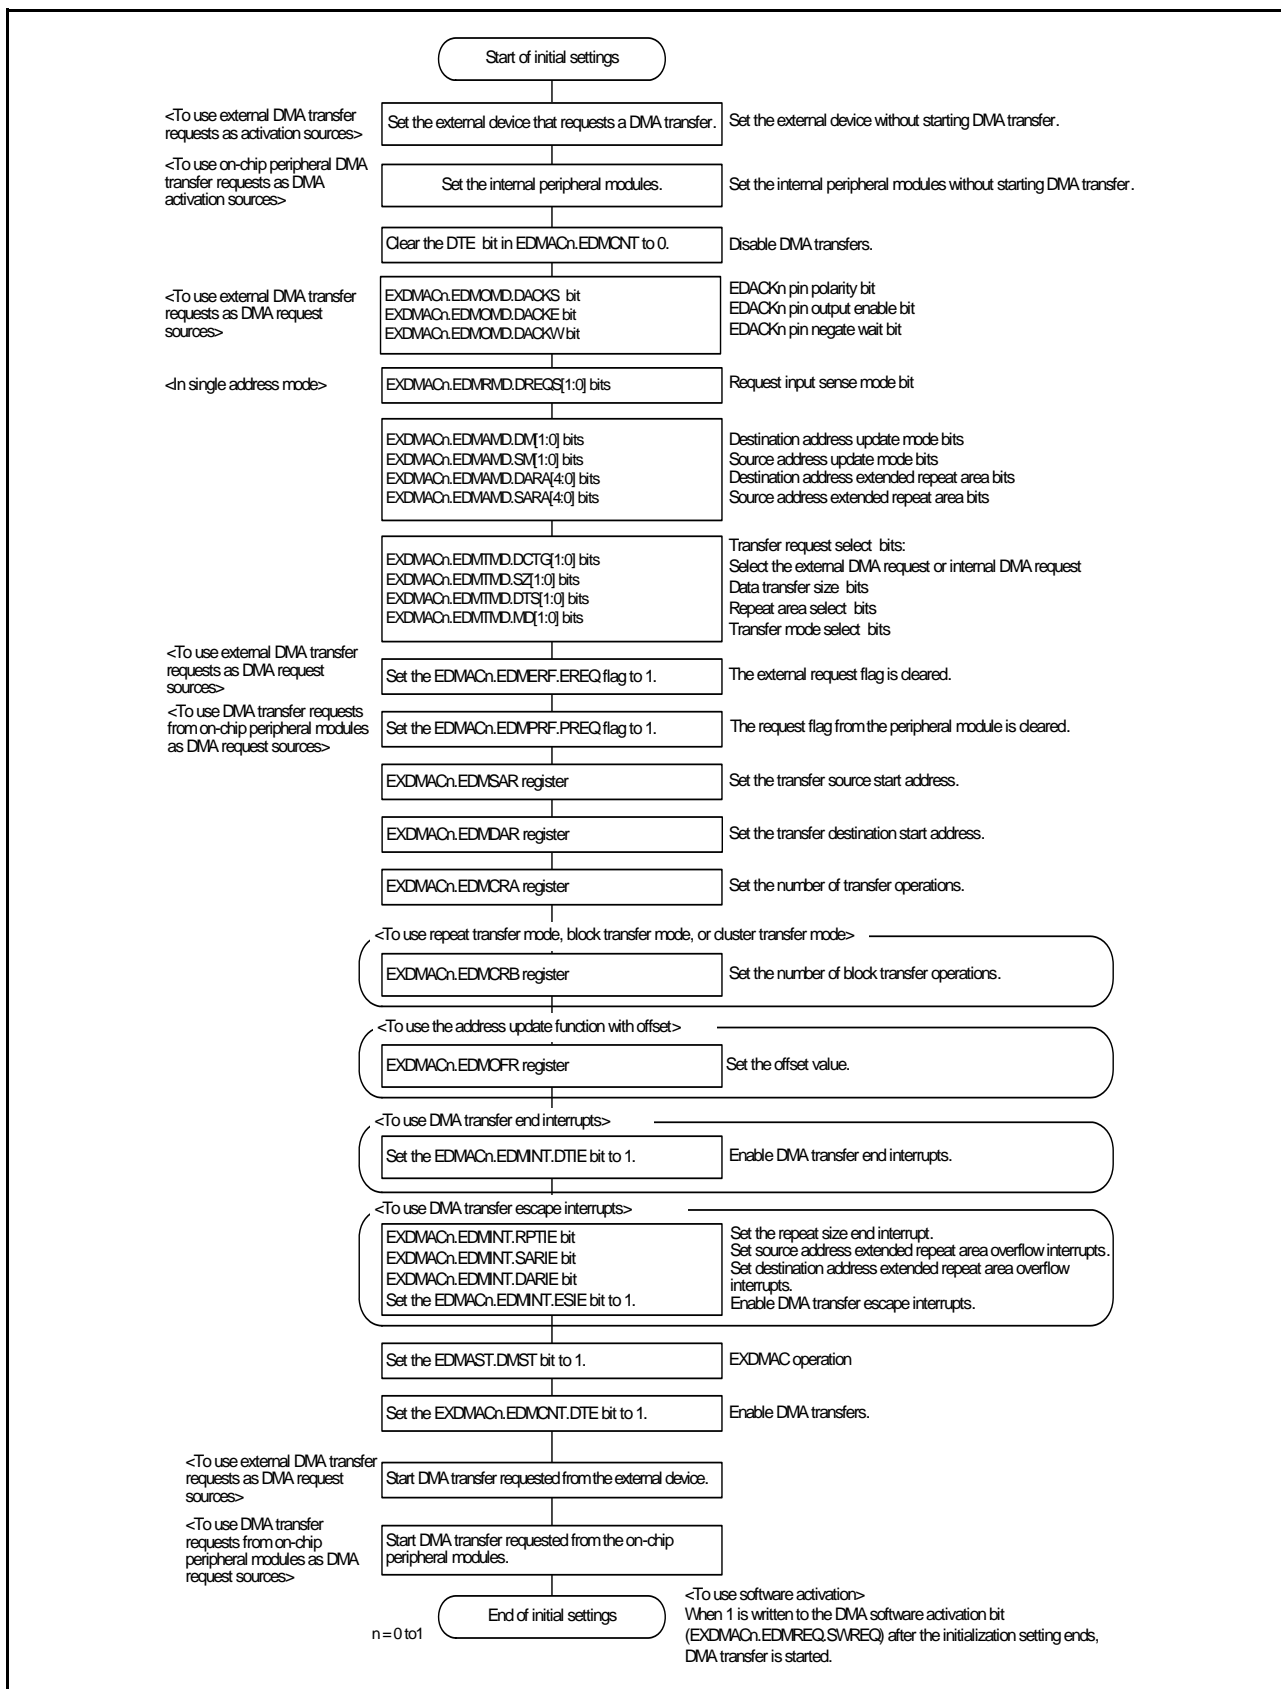 Start of initial settings
<To use external DMA transfer
requests as activation sources>
Set the external device that requests a DMA transfer.
Set the external device without starting DMA transfer.
<To use on-chip peripheral DMA
transfer requests as DMA
activation sources>
Set the internal peripheral modules.
Set the internal peripheral modules without starting DMA transfer.
Clear the DTE bit in EDMACn.EDMCNT to 0.
Disable DMA transfers.
<To use external DMA transfer
requests as DMA request
sources>
EXDMACn.EDMOMD.DACKS bit
EXDMACn.EDMOMD.DACKE bit
EXDMACn.EDMOMD.DACKW bit
EDACKn pin polarity bit
EDACKn pin output enable bit
EDACKn pin negate wait bit
<In single address mode>
EXDMACn.EDMRMD.DREQS[1:0] bits
Request input sense mode bit
EXDMACn.EDMAMD.DM[1:0] bits
EXDMACn.EDMAMD.SM[1:0] bits
EXDMACn.EDMAMD.DARA[4:0] bits
EXDMACn.EDMAMD.SARA[4:0] bits
Destination address update mode bits
Source address update mode bits
Destination address extended repeat area bits
Source address extended repeat area bits
EXDMACn.EDMTMD.DCTG[1:0] bits
EXDMACn.EDMTMD.SZ[1:0] bits
EXDMACn.EDMTMD.DTS[1:0] bits
EXDMACn.EDMTMD.MD[1:0] bits
Transfer request select bits:
Select the external DMA request or internal DMA request
Data transfer size bits
Repeat area select bits
Transfer mode select bits
<To use external DMA transfer
requests as DMA request
sources>
Set the EDMACn.EDMERF.EREQ flag to 1.
The external request flag is cleared.
<To use DMA transfer requests
from on-chip peripheral modules
as DMA request sources>
Set the EDMACn.EDMPRF.PREQ flag to 1.
The request flag from the peripheral module is cleared.
EXDMACn.EDMSAR register
Set the transfer source start address.
EXDMACn.EDMDAR register
Set the transfer destination start address.
EXDMACn.EDMCRA register
Set the number of transfer operations.
<To use repeat transfer mode, block transfer mode, or cluster transfer mode>
EXDMACn.EDMCRB register
Set the number of block transfer operations.
<To use the address update function with offset>
EXDMACn.EDMOFR register
Set the offset value.
<To use DMA transfer end interrupts>
Set the EDMACn.EDMINT.DTIE bit to 1.
Enable DMA transfer end interrupts.
<To use DMA transfer escape interrupts>
EXDMACn.EDMINT.RPTIE bit
EXDMACn.EDMINT.SARIE bit
EXDMACn.EDMINT.DARIE bit
Set the EDMACn.EDMINT.ESIE bit to 1.
Set the repeat size end interrupt.
Set source address extended repeat area overflow interrupts.
Set destination address extended repeat area overflow
interrupts.
Enable DMA transfer escape interrupts.
Set the EDMAST.DMST bit to 1.
EXDMAC operation
Set the EXDMACn.EDMCNT.DTE bit to 1.
Enable DMA transfers.
<To use external DMA transfer
requests as DMA request
sources>
Start DMA transfer requested from the external device.
<To use DMA transfer
requests from on-chip
peripheral modules as DMA
request sources>
Start DMA transfer requested from the on-chip
peripheral modules.
End of initial settings
n = 0 to1
<To use software activation>
When 1 is written to the DMA software activation bit
(EXDMACn.EDMREQ.SWREQ) after the initialization setting ends,
DMA transfer is started.